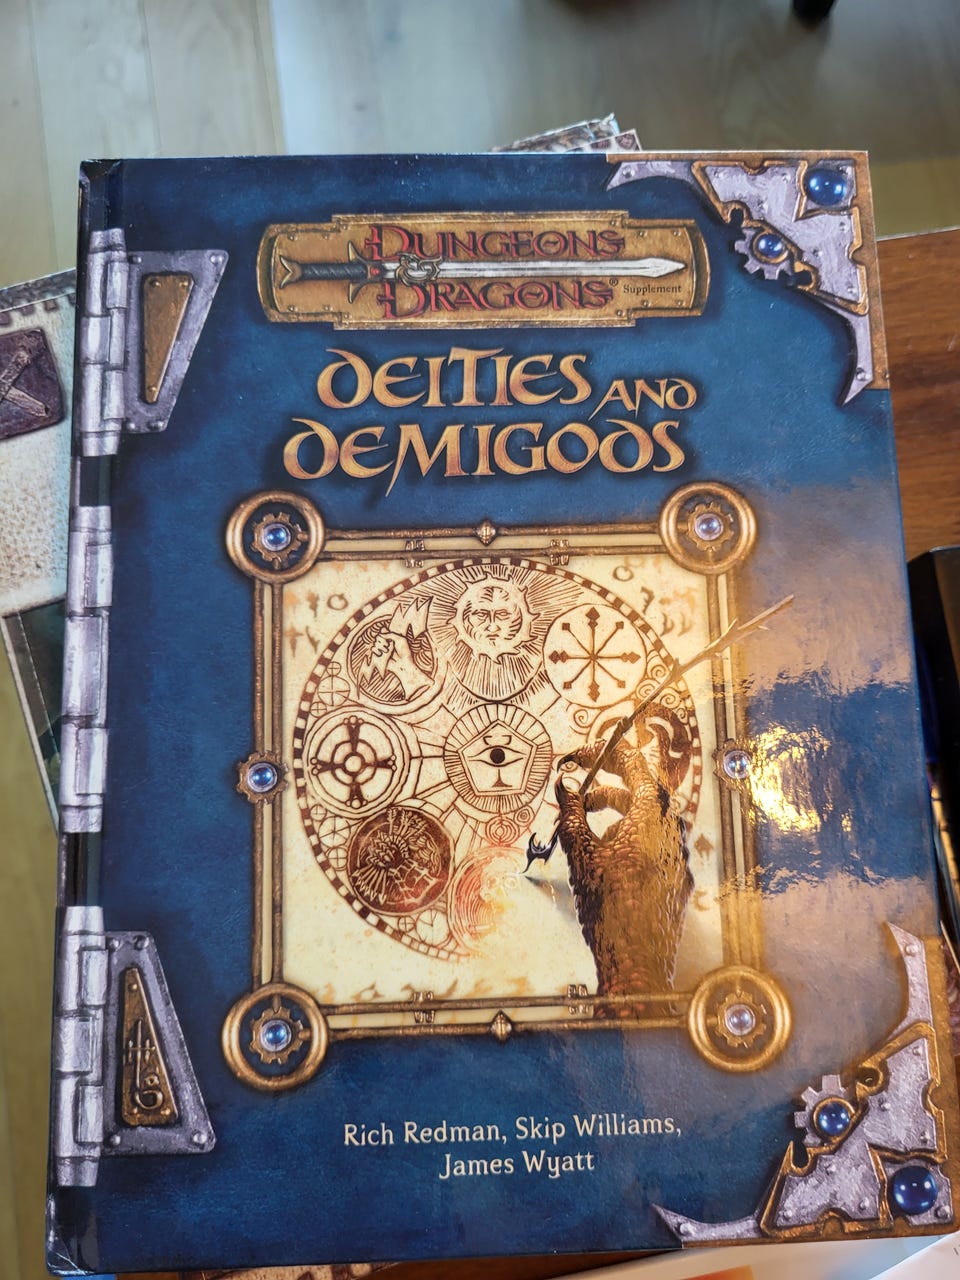 DUNGEONS
&
DRAGONS® Supplement
DEITIES AND
DEMIGODS
Rich Redman, Skip Williams,
James Wyatt